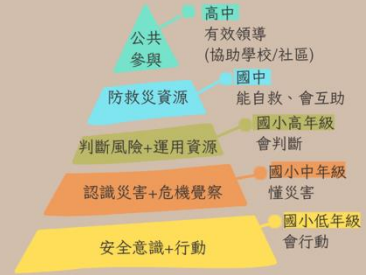 公共
參與
高中
有效領導
(協助學校/社區)
防救災資源
國中
能自救、會互助
判斷風險+運用資源
國小高年級
會判斷
認識災害+危機覺察
國小中年級
懂災害
安全意識+行動
國小低年級
會行動